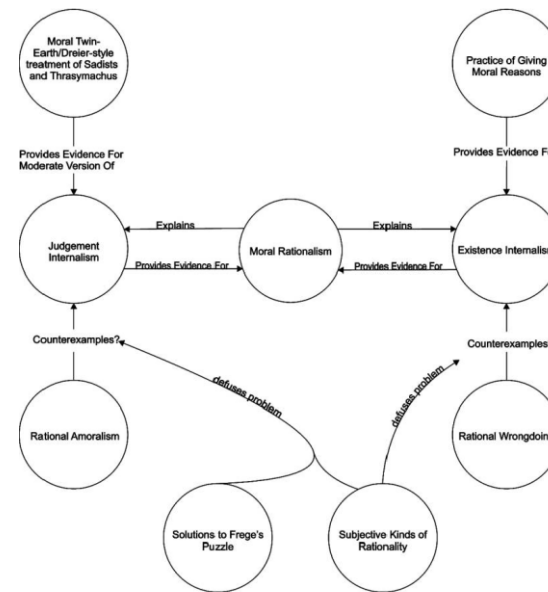 Moral Twin-
Earth/Dreier-style
treatment of Sadists
and Thrasymachus
Practice of Giving
Moral Reasons
Provides Evidence For
Moderate Version Of
Provides Evidence Fo
Judgement
Internalism
Explains
Provides Evidence For
Moral Rationalism
Explains
Provides Evidence For
Existence Internalism
Counterexamples?
defuses problem
defuses problem
Counterexamples
Rational Amoralism
Rational Wrongdoin
Solutions to Frege's
Puzzle
Subjective Kinds of
Rationality